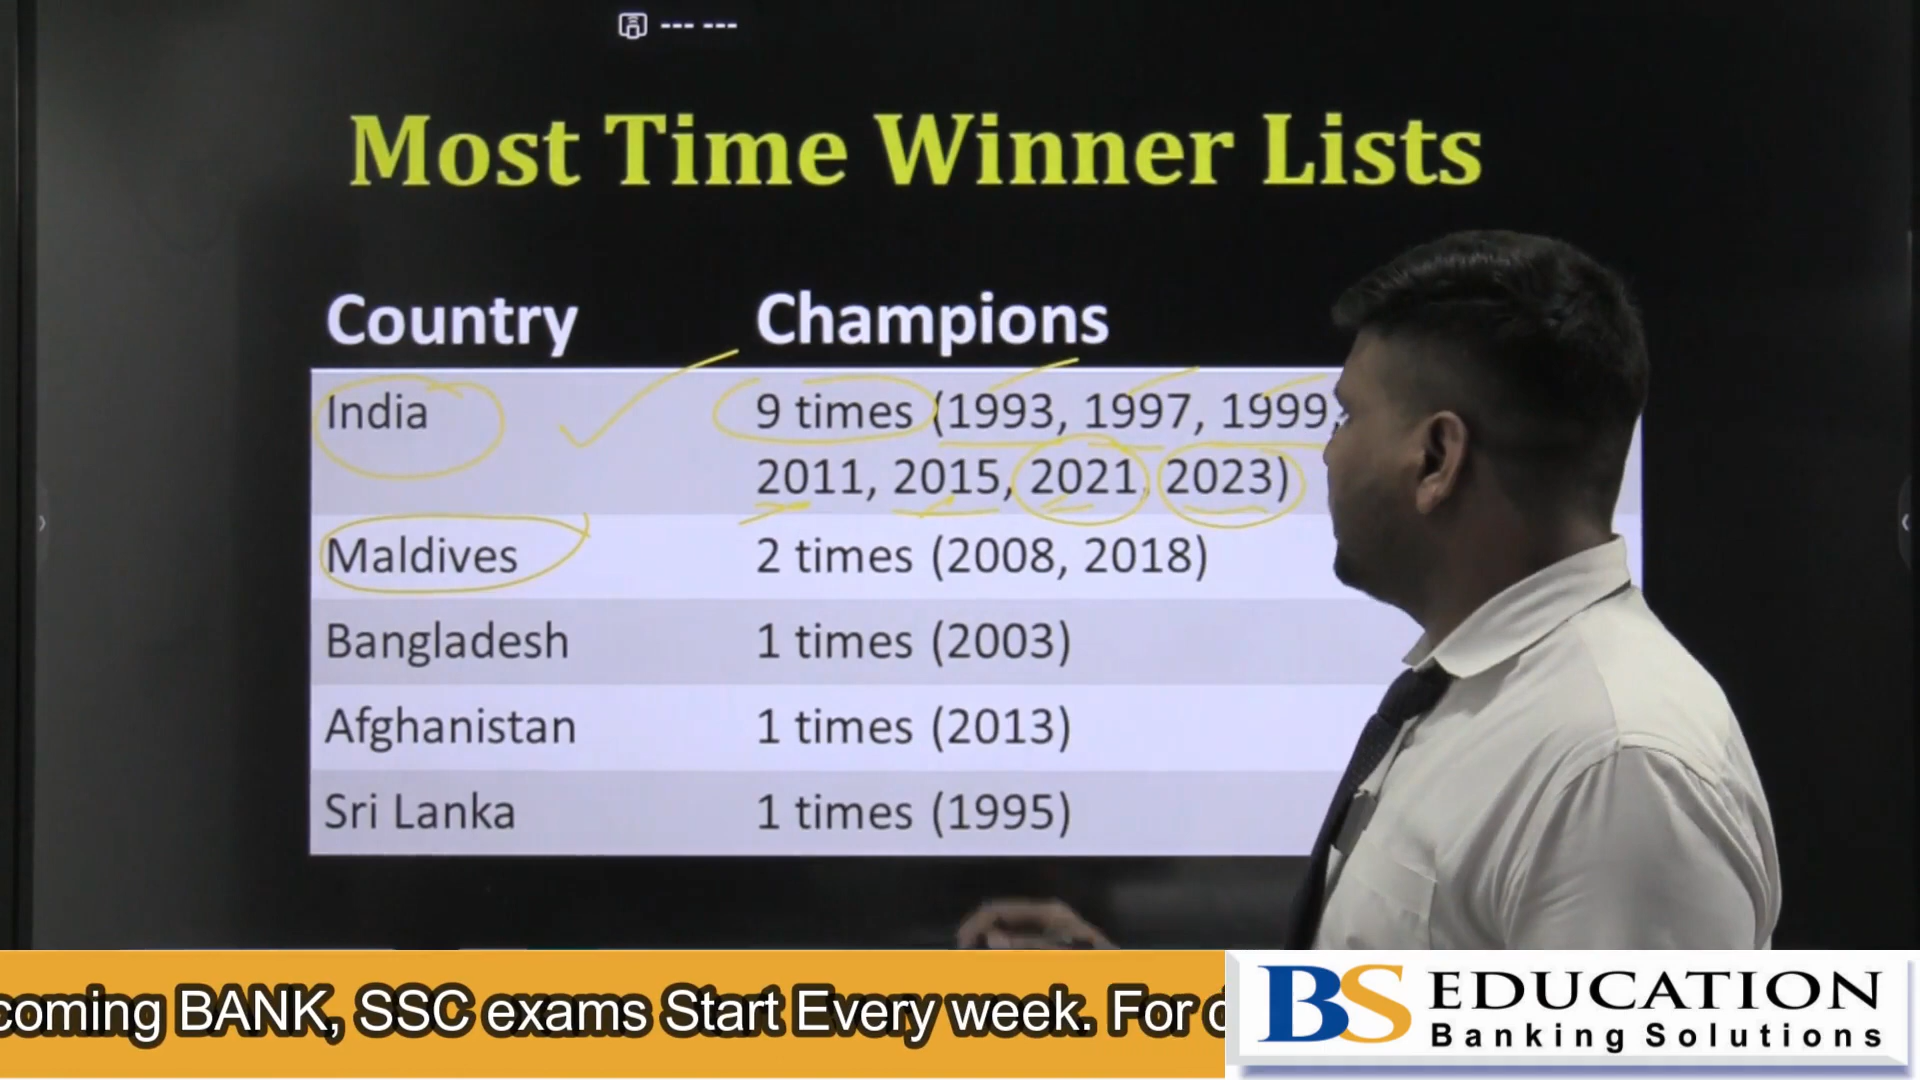 --- ---
Most Time Winner Lists
Country Champions
India 9 times (1993, 1997, 1999,
2011, 2015, 2021, 2023)
Maldives 2 times (2008, 2018)
Bangladesh 1 times (2003)
Afghanistan 1 times (2013)
Sri Lanka 1 times (1995)
coming BANK, SSC exams Start Every week. For
BS EDUCATION
Banking Solutions